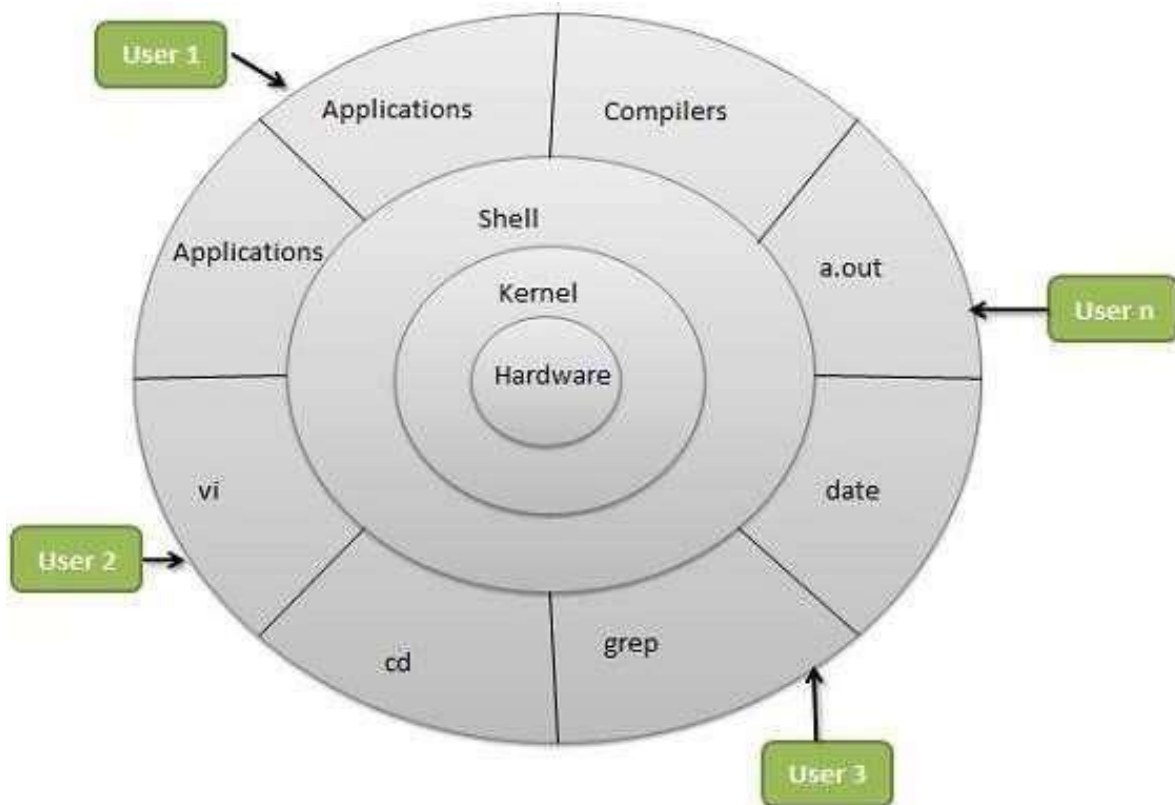 User 1
Applications
Compilers
Shell
Applications
a.out
Kernel
User n
Hardware
vi
date
User 2
cd
grep
User 3